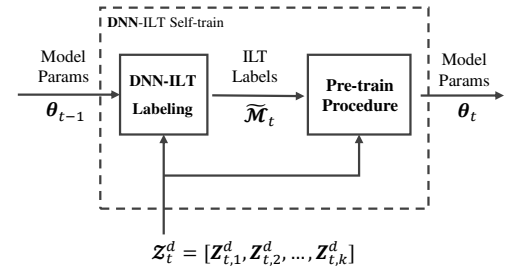 DNN-ILT Self-train
Model
Params
θ_{t−1}
DNN-ILT
Labeling
ILT
Labels
\widetilde{ℳ}_t
Pre-train
Procedure
Model
Params
θ_t
𝓩_t^d = [Z_{t,1}^d, Z_{t,2}^d, …, Z_{t,k}^d]